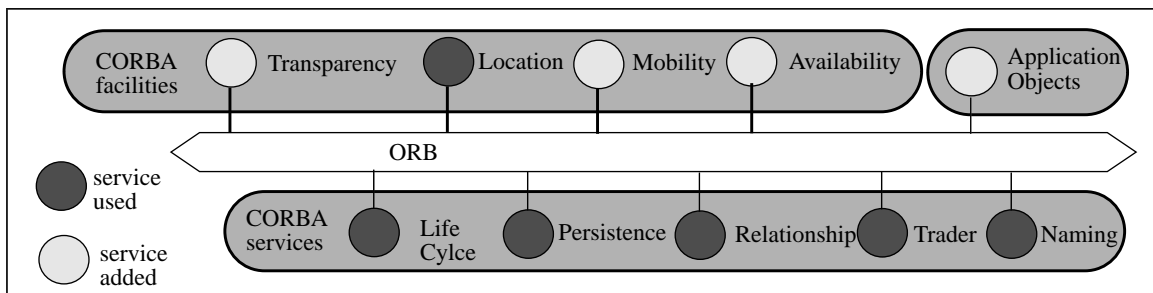 CORBA
facilities
Transparency
Location
Mobility
Availability
Application
Objects
ORB
service
used
service
added
CORBA
services
Life
Cylce
Persistence
Relationship
Trader
Naming